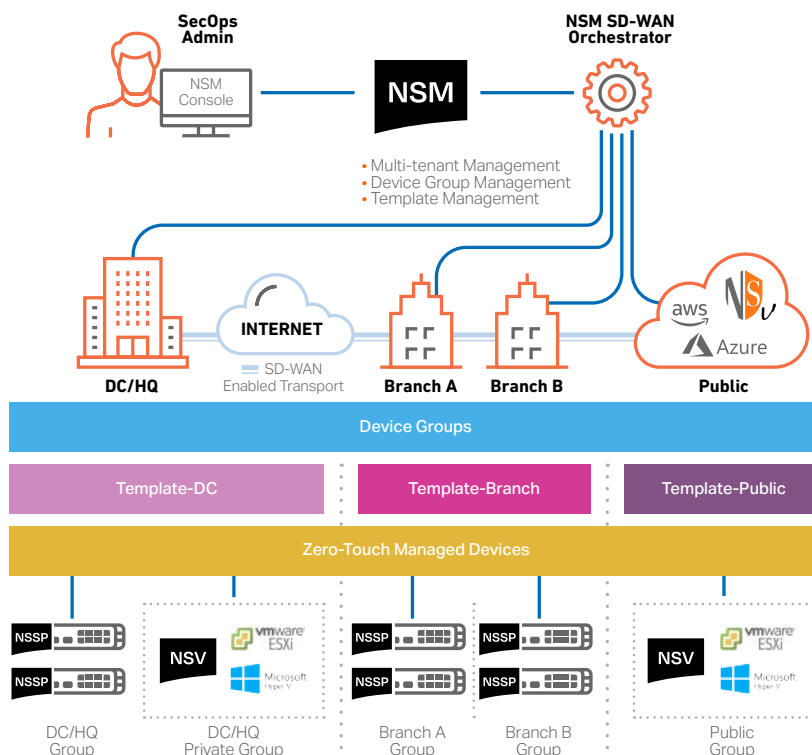 SecOps
Admin
NSM SD-WAN
Orchestrator
NSM
Console
NSM
• Multi-tenant Management
• Device Group Management
• Template Management
INTERNET
aws
NSv
Azure
DC/HQ
SD-WAN
Enabled Transport
Branch A
Branch B
Public
Device Groups
Template-DC
Template-Branch
Template-Public
Zero-Touch Managed Devices
NSSP
NSSP
NSV
vmware
ESXi
Microsoft
Hyper-V
NSSP
NSSP
NSSP
NSSP
NSV
vmware
ESXi
Microsoft
Hyper-V
DC/HQ
Group
DC/HQ
Private Group
Branch A
Group
Branch B
Group
Public
Group